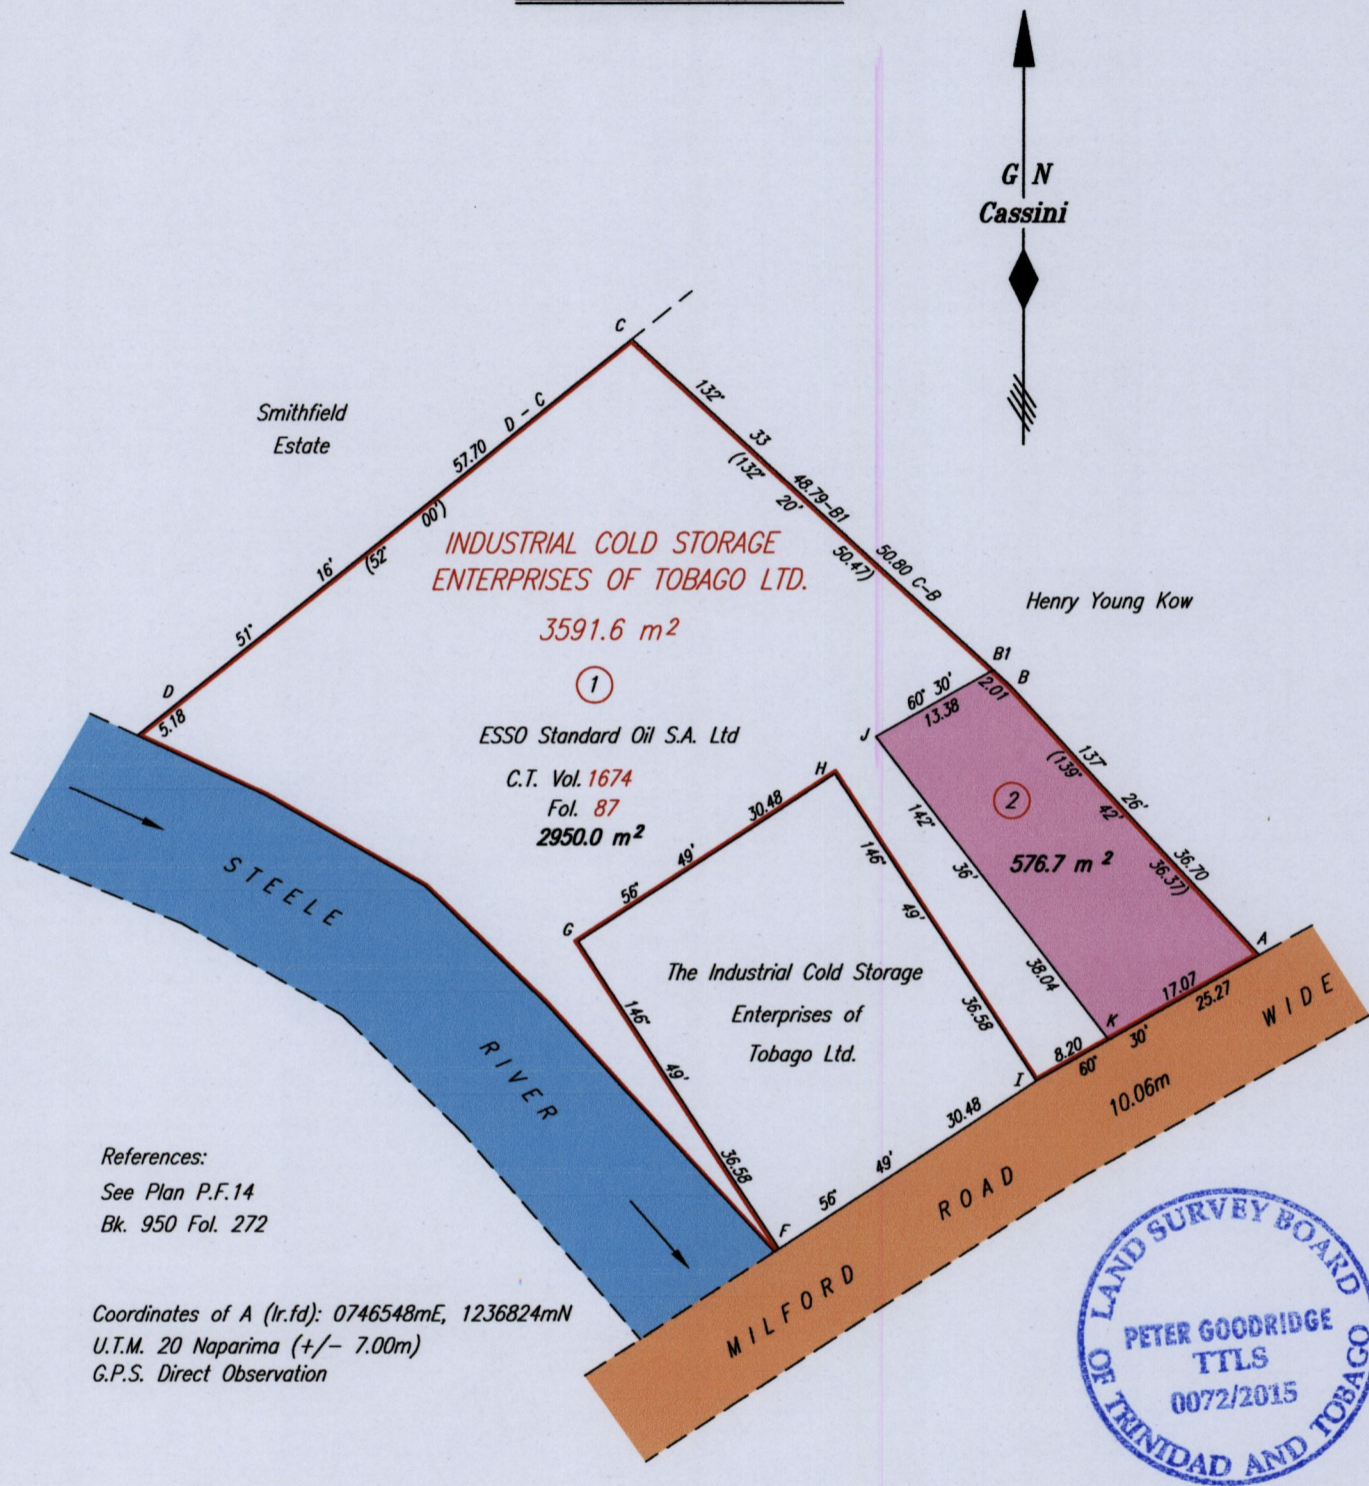 G N
Cassini
C
Smithfield
Estate
57.70 D - C
16'
51°
(52°
00')
132°
33
(132°
20'
48.79-B1
50.47)
50.80 C-B
INDUSTRIAL COLD STORAGE
ENTERPRISES OF TOBAGO LTD.
3591.6 m²
1
Henry Young Kow
ESSO Standard Oil S.A. Ltd
C.T. Vol. 1674
Fol. 87
2950.0 m²
D
5.18
B1
B
2.01
60° 30'
13.38
J
H
137°
(139°
26'
42'
36.70
36.37)
2
576.7 m²
142°
36'
38.04
30.48
49'
56°
G
146°
49'
36.58
146°
49'
36.58
The Industrial Cold Storage
Enterprises of
Tobago Ltd.
A
17.07
25.27
K
30'
8.20
60°
I
30.48
49'
56°
F
STEELE
RIVER
MILFORD ROAD 10.06m WIDE
References:
See Plan P.F.14
Bk. 950 Fol. 272
Coordinates of A (Ir.fd): 0746548mE, 1236824mN
U.T.M. 20 Naparima (+/- 7.00m)
G.P.S. Direct Observation
LAND SURVEY BOARD
PETER GOODRIDGE
TTLS
0072/2015
OF TRINIDAD AND TOBAGO